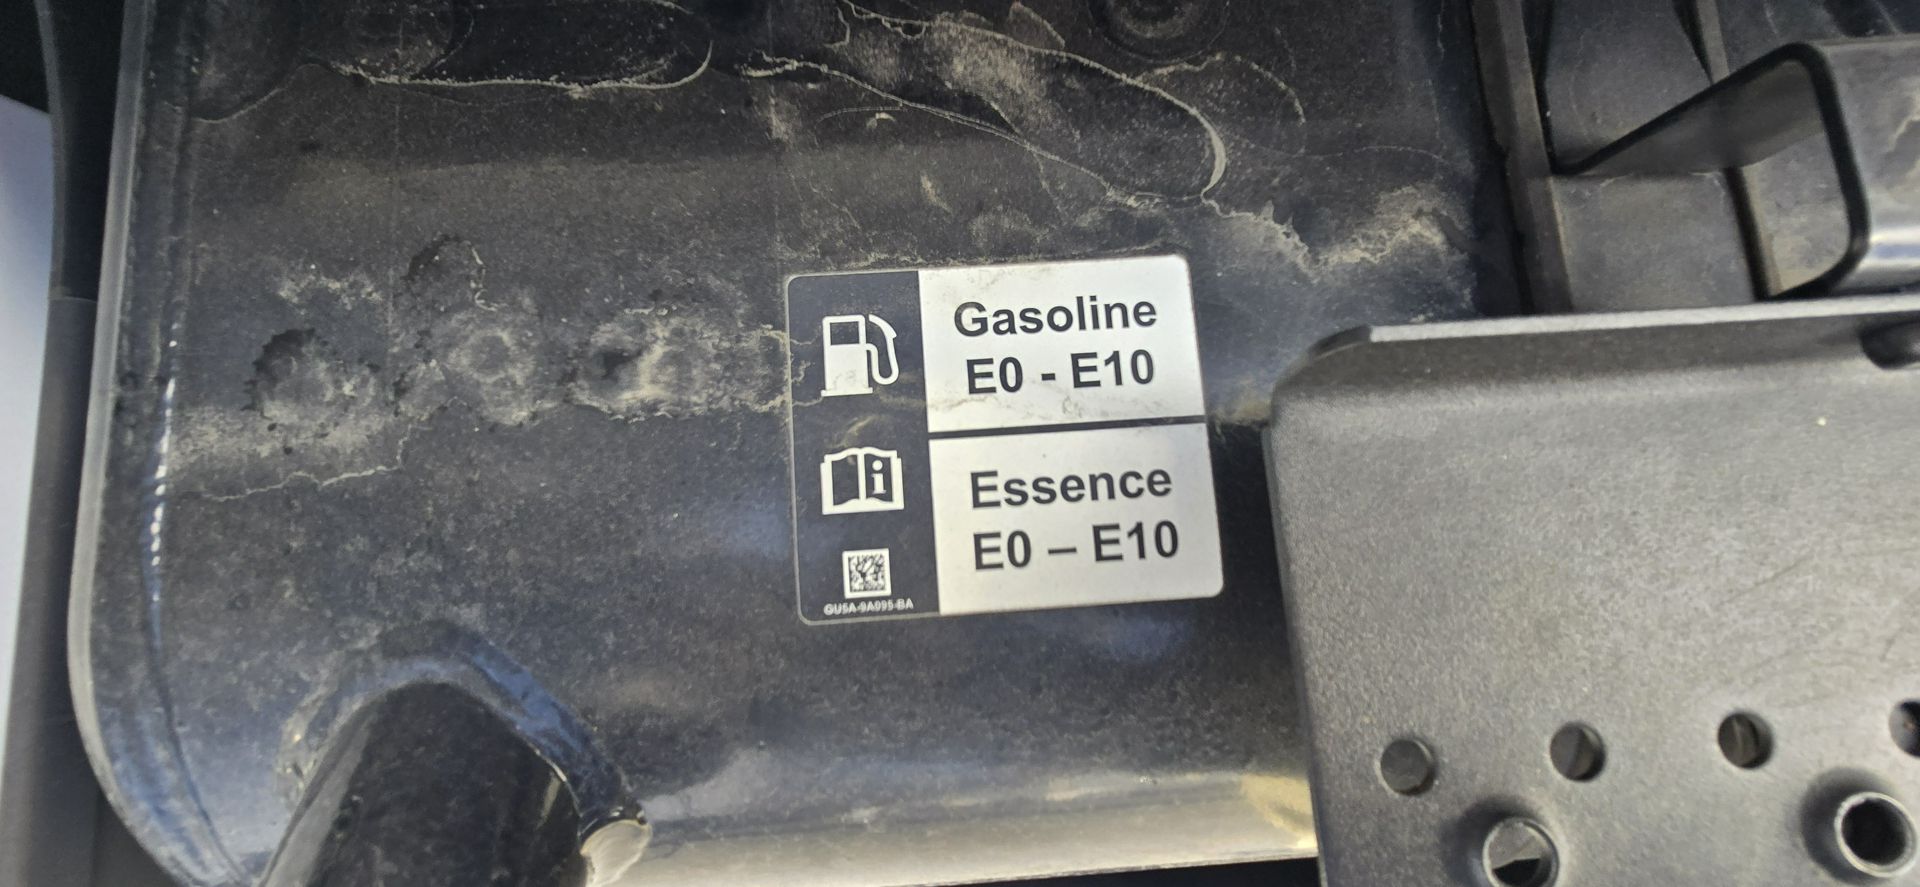 Gasoline
E0 - E10
Essence
E0 – E10
GU5A-9A095-BA